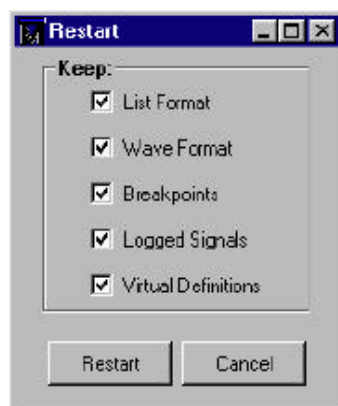 Restart
Keep:
List Format
Wave Format
Breakpoints
Logged Signals
Virtual Definitions
Restart Cancel